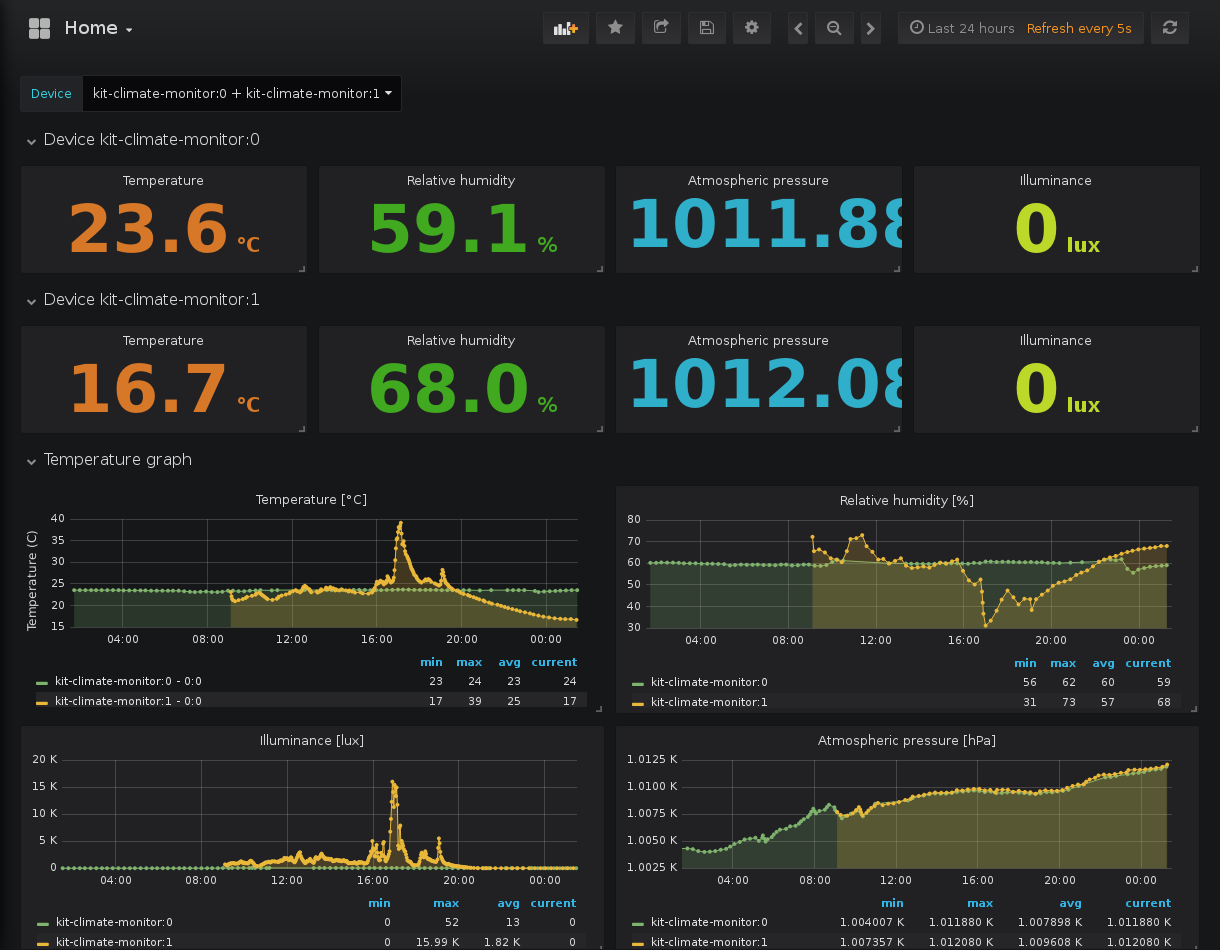 Home
Last 24 hours Refresh every 5s
Device kit-climate-monitor:0 + kit-climate-monitor:1
Device kit-climate-monitor:0
Temperature Relative humidity Atmospheric pressure Illuminance
23.6 °C 59.1 % 1011.88 0 lux
Device kit-climate-monitor:1
Temperature Relative humidity Atmospheric pressure Illuminance
16.7 °C 68.0 % 1012.08 0 lux
Temperature graph
Temperature [°C]
Temperature (C)
40
35
30
25
20
15
04:00 08:00 12:00 16:00 20:00 00:00
min max avg current
kit-climate-monitor:0 - 0:0 23 24 23 24
kit-climate-monitor:1 - 0:0 17 39 25 17
Relative humidity [%]
80
70
60
50
40
30
04:00 08:00 12:00 16:00 20:00 00:00
min max avg current
kit-climate-monitor:0 56 62 60 59
kit-climate-monitor:1 31 73 57 68
Illuminance [lux]
20 K
15 K
10 K
5 K
0
04:00 08:00 12:00 16:00 20:00 00:00
min max avg current
kit-climate-monitor:0 0 52 13 0
kit-climate-monitor:1 0 15.99 K 1.82 K 0
Atmospheric pressure [hPa]
1.0125 K
1.0100 K
1.0075 K
1.0050 K
1.0025 K
04:00 08:00 12:00 16:00 20:00 00:00
min max avg current
kit-climate-monitor:0 1.004007 K 1.011880 K 1.007898 K 1.011880 K
kit-climate-monitor:1 1.007357 K 1.012080 K 1.009608 K 1.012080 K